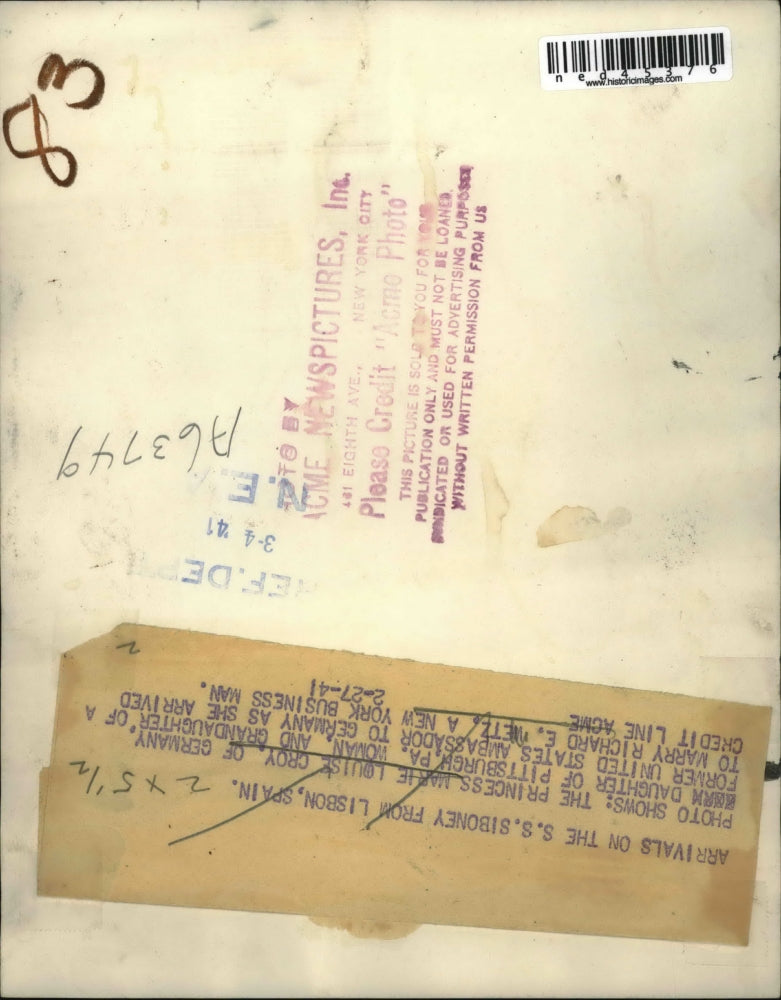 83
ned45376
www.historicimages.com
BY
ACME NEWSPICTURES, Inc.
461 EIGHTH AVE., NEW YORK CITY
Please Credit "Acme Photo"
THIS PICTURE IS SOLD TO YOU FOR YOUR
PUBLICATION ONLY AND MUST NOT BE LOANED,
SYNDICATED OR USED FOR ADVERTISING PURPOSES
WITHOUT WRITTEN PERMISSION FROM US
A63749
N.E.A.
3-4-41
REF. DEPT
ARRIVALS ON THE S.S.SIBONEY FROM LISBON,SPAIN.
PHOTO SHOWS: THE PRINCESS MARIE LOUISE CROY, OF GERMANY
DAUGHTER OF PITTSBURGH,PA. WOMAN AND GRANDAUGHTER OF A
FORMER UNITED STATES AMBASSADOR TO GERMANY AS SHE ARRIVED
TO MARRY RICHARD E. METZ, A NEW YORK BUSINESS MAN.
CREDIT LINE ACME 2-27-41
2 x 5 1/2
2